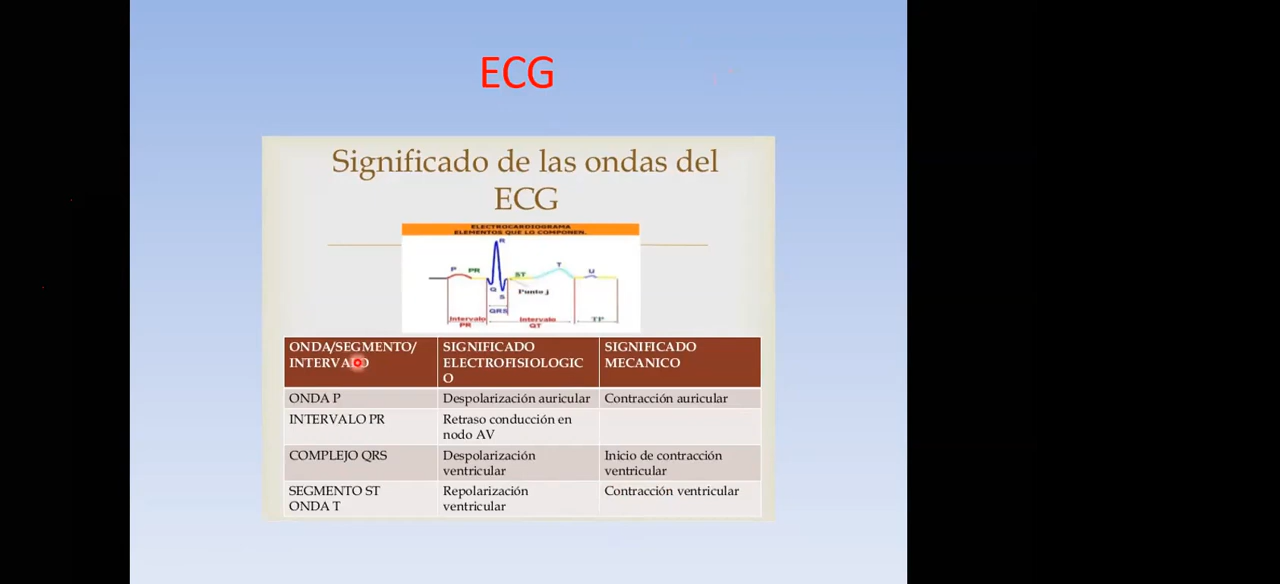 ECG
Significado de las ondas del
ECG
ELECTROCARDIOGRAMA
ELEMENTOS QUE LO COMPONEN.
R
P PR ST T U
Q Punto j
S
QRS
Intervalo Intervalo TP
PR QT
ONDA/SEGMENTO/ SIGNIFICADO SIGNIFICADO
INTERVALO ELECTROFISIOLOGIC MECANICO
O
ONDA P Despolarización auricular Contracción auricular
INTERVALO PR Retraso conducción en
nodo AV
COMPLEJO QRS Despolarización Inicio de contracción
ventricular ventricular
SEGMENTO ST Repolarización Contracción ventricular
ONDA T ventricular